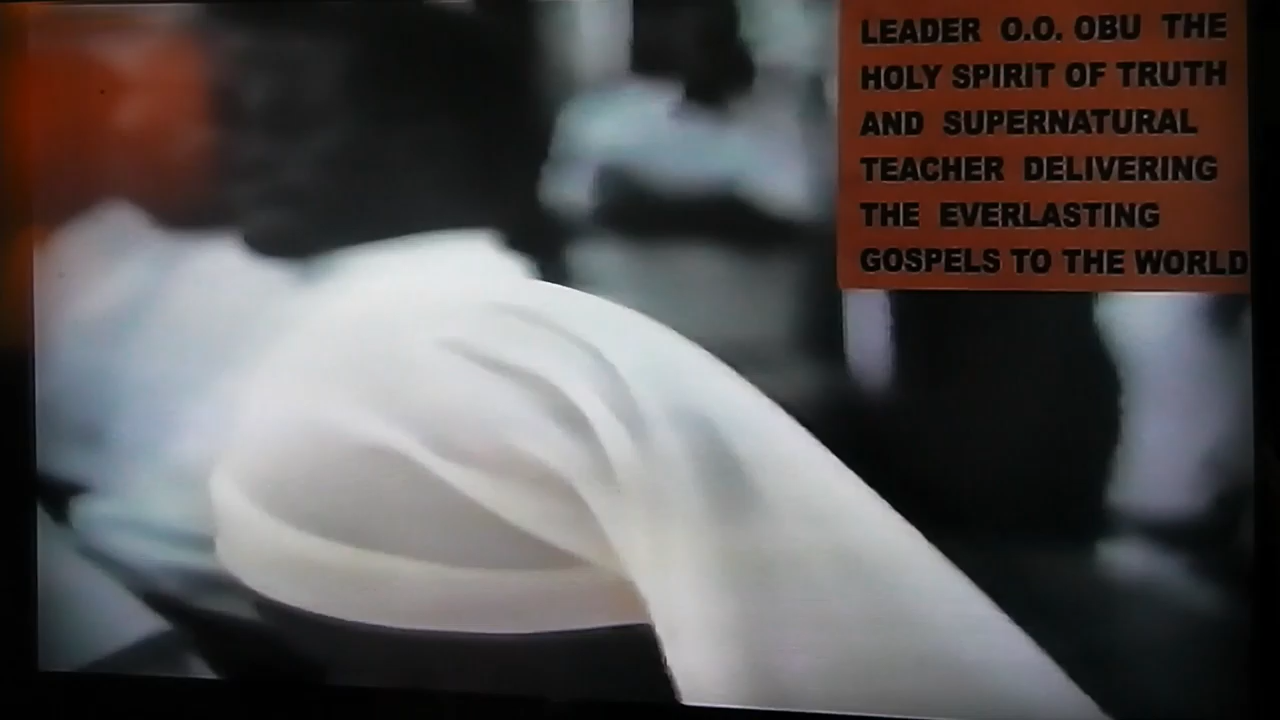 LEADER O.O. OBU THE
HOLY SPIRIT OF TRUTH
AND SUPERNATURAL
TEACHER DELIVERING
THE EVERLASTING
GOSPELS TO THE WORLD